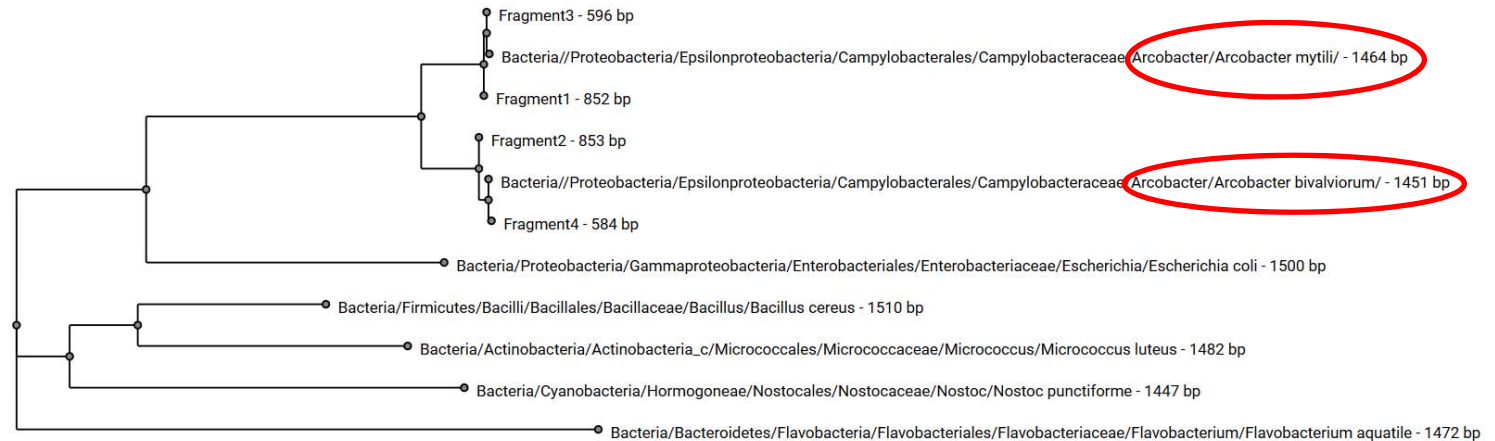 Fragment3 - 596 bp
Bacteria//Proteobacteria/Epsilonproteobacteria/Campylobacterales/Campylobacteraceae/Arcobacter/Arcobacter mytili/ - 1464 bp
Fragment1 - 852 bp
Fragment2 - 853 bp
Bacteria//Proteobacteria/Epsilonproteobacteria/Campylobacterales/Campylobacteraceae/Arcobacter/Arcobacter bivalviorum/ - 1451 bp
Fragment4 - 584 bp
Bacteria/Proteobacteria/Gammaproteobacteria/Enterobacteriales/Enterobacteriaceae/Escherichia/Escherichia coli - 1500 bp
Bacteria/Firmicutes/Bacilli/Bacillales/Bacillaceae/Bacillus/Bacillus cereus - 1510 bp
Bacteria/Actinobacteria/Actinobacteria_c/Micrococcales/Micrococcaceae/Micrococcus/Micrococcus luteus - 1482 bp
Bacteria/Cyanobacteria/Hormogoneae/Nostocales/Nostocaceae/Nostoc/Nostoc punctiforme - 1447 bp
Bacteria/Bacteroidetes/Flavobacteria/Flavobacteriales/Flavobacteriaceae/Flavobacterium/Flavobacterium aquatile - 1472 bp